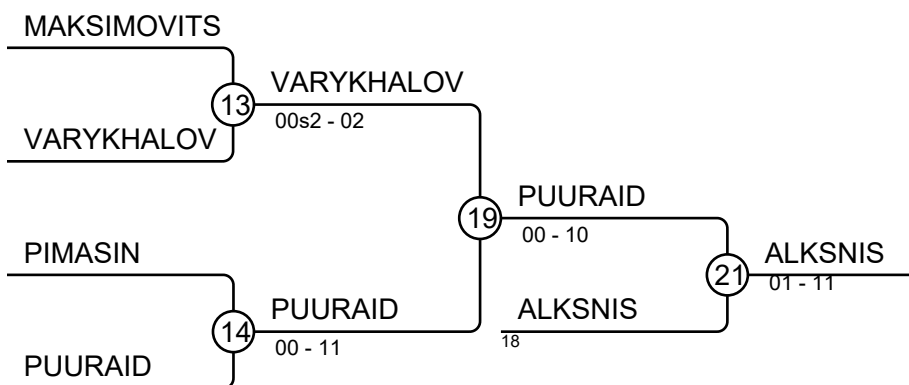 MAKSIMOVITS
13
VARYKHALOV
00s2 - 02
VARYKHALOV
19
PUURAID
00 - 10
PIMASIN
21
ALKSNIS
01 - 11
14
PUURAID
00 - 11
ALKSNIS
18
PUURAID